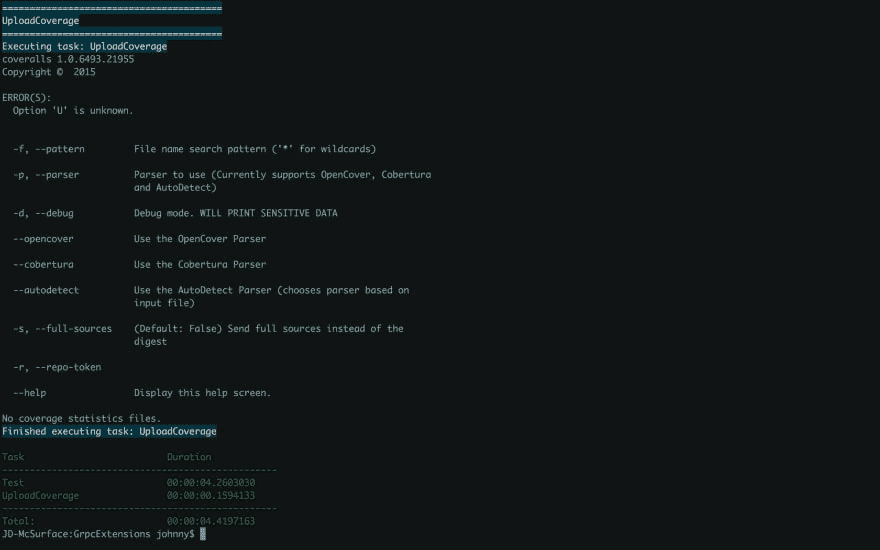 ========================================
UploadCoverage
========================================
Executing task: UploadCoverage
coveralls 1.0.6493.21955
Copyright ©  2015
ERROR(S):
  Option 'U' is unknown.
  -f, --pattern         File name search pattern ('*' for wildcards)
  -p, --parser          Parser to use (Currently supports OpenCover, Cobertura
                        and AutoDetect)
  -d, --debug           Debug mode. WILL PRINT SENSITIVE DATA
  --opencover           Use the OpenCover Parser
  --cobertura           Use the Cobertura Parser
  --autodetect          Use the AutoDetect Parser (chooses parser based on
                        input file)
  -s, --full-sources    (Default: False) Send full sources instead of the
                        digest
  -r, --repo-token
  --help                Display this help screen.
No coverage statistics files.
Finished executing task: UploadCoverage
Task                          Duration
--------------------------------------------------
Test                          00:00:04.2603030
UploadCoverage                00:00:00.1594133
--------------------------------------------------
Total:                        00:00:04.4197163
JD-McSurface:GrpcExtensions johnny$